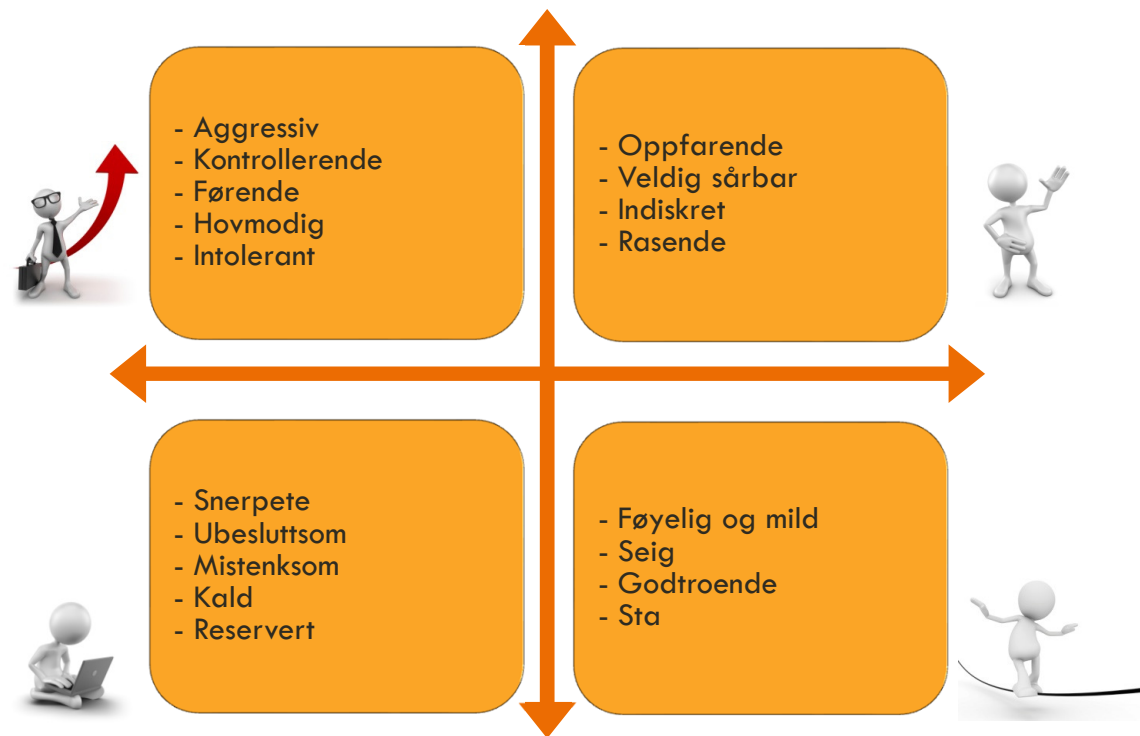 - Aggressiv
- Kontrollerende
- Førende
- Hovmodig
- Intolerant
- Oppfarende
- Veldig sårbar
- Indiskret
- Rasende
- Snerpete
- Ubesluttsom
- Mistenksom
- Kald
- Reservert
- Føyelig og mild
- Seig
- Godtroende
- Sta